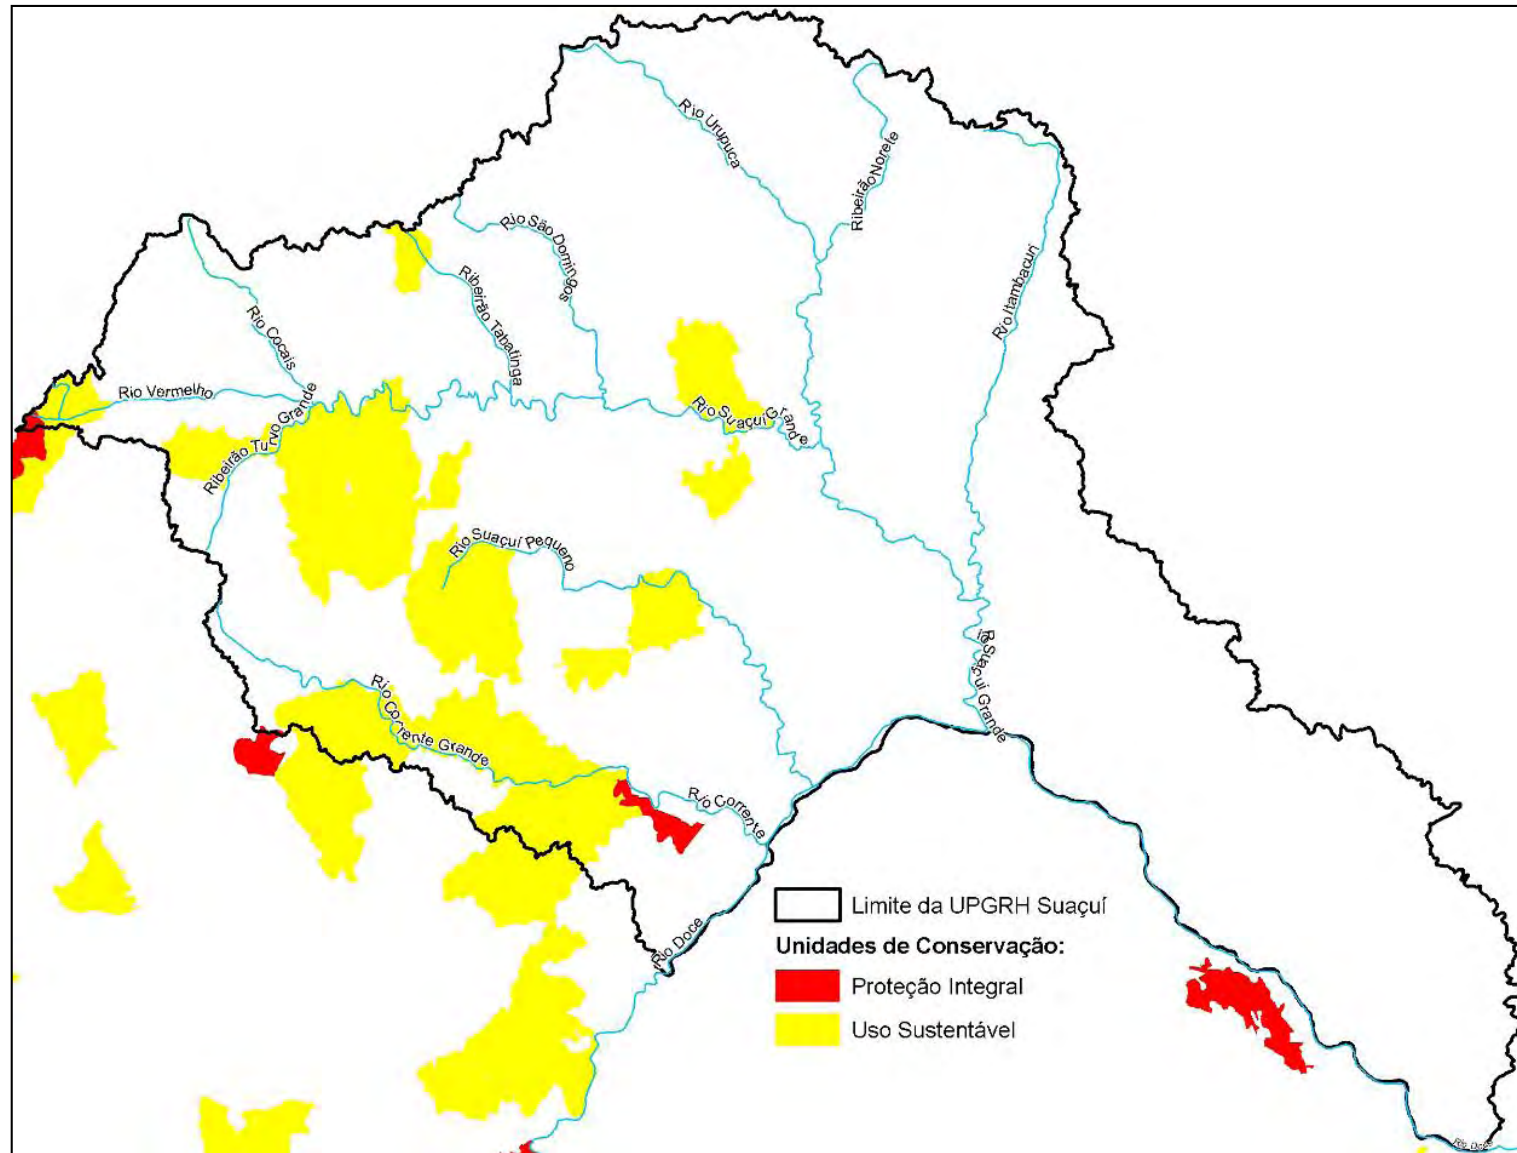 Rio Urupuca
Ribeirão Norete
Rio São Domingos
Rio Itambacuri
Ribeirão Tabatinga
Rio Cocais
Rio Vermelho
Ribeirão Turvo Grande
Rio Suaçuí Grande
Rio Suaçuí Pequeno
Rio Suaçuí Grande
Rio Corrente Grande
Rio Corrente
Rio Doce
Limite da UPGRH Suaçuí
Unidades de Conservação:
Proteção Integral
Uso Sustentável
Rio Doce